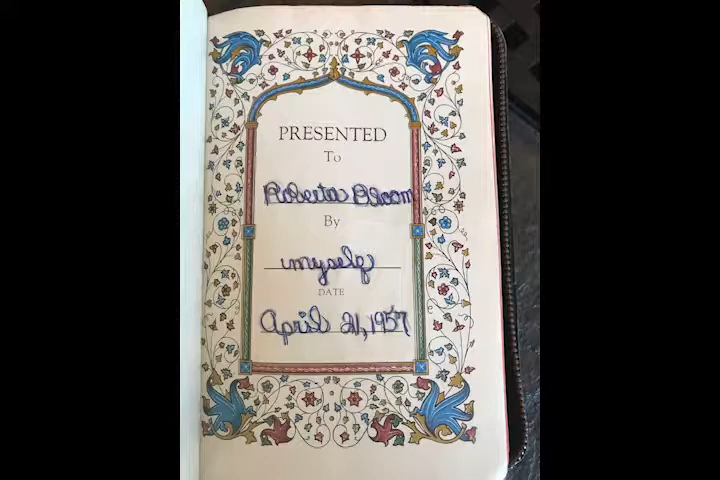 PRESENTED
To
Roberta Bloom
By
myself
DATE
April 21, 1957